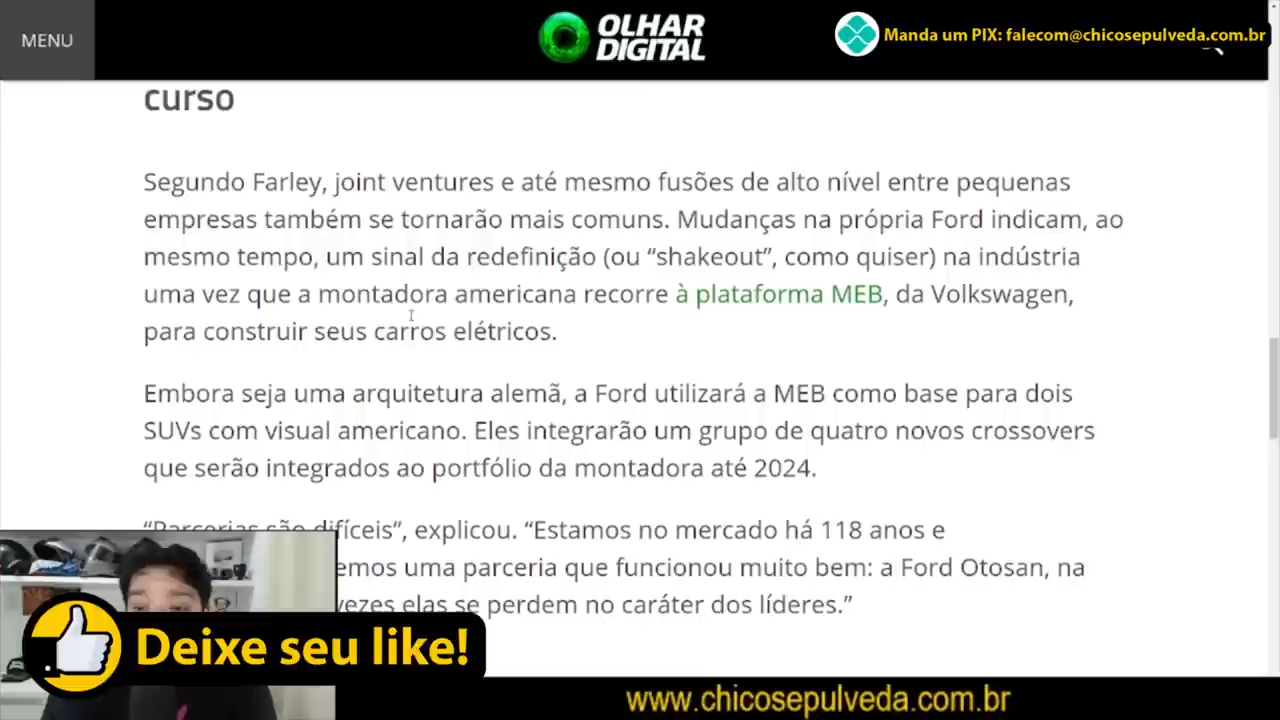 MENU
OLHAR
DIGITAL
Manda um PIX: falecom@chicosepulveda.com.br
curso
Segundo Farley, joint ventures e até mesmo fusões de alto nível entre pequenas
empresas também se tornarão mais comuns. Mudanças na própria Ford indicam, ao
mesmo tempo, um sinal da redefinição (ou “shakeout”, como quiser) na indústria
uma vez que a montadora americana recorre à plataforma MEB, da Volkswagen,
para construir seus carros elétricos.
Embora seja uma arquitetura alemã, a Ford utilizará a MEB como base para dois
SUVs com visual americano. Eles integrarão um grupo de quatro novos crossovers
que serão integrados ao portfólio da montadora até 2024.
“Parcerias são difíceis”, explicou. “Estamos no mercado há 118 anos e
emos uma parceria que funcionou muito bem: a Ford Otosan, na
vezes elas se perdem no caráter dos líderes.”
Deixe seu like!
www.chicosepulveda.com.br